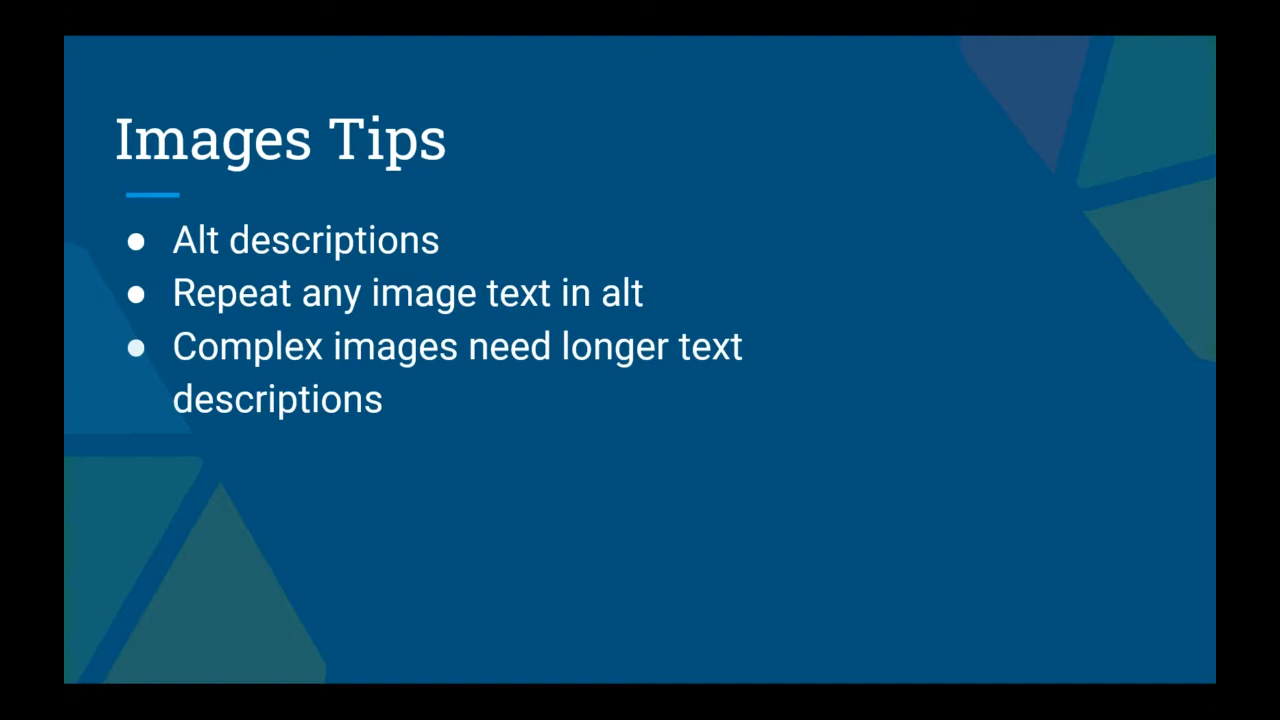 Images Tips
● Alt descriptions
● Repeat any image text in alt
● Complex images need longer text
descriptions